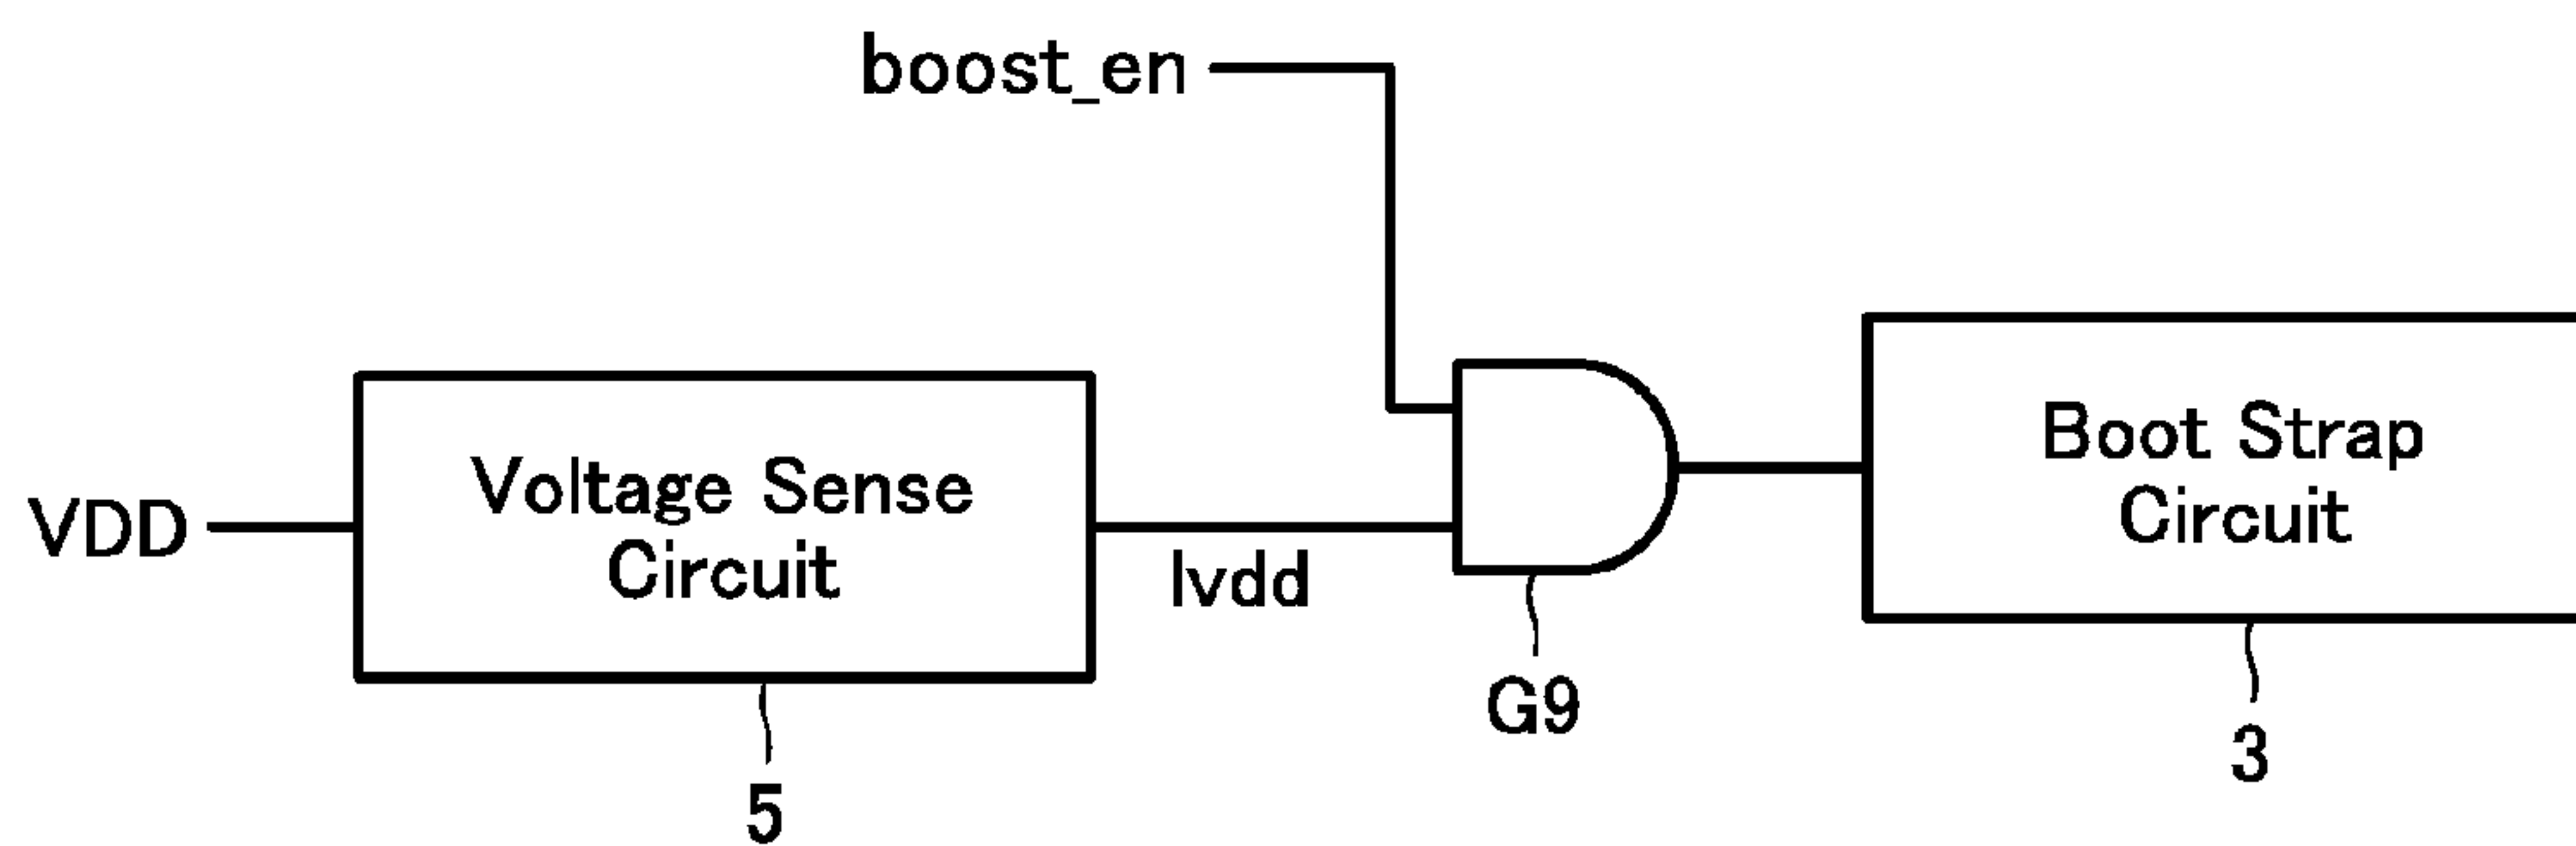 boost_en
VDD
Voltage Sense
Circuit
lvdd
Boot Strap
Circuit
G9
3
5